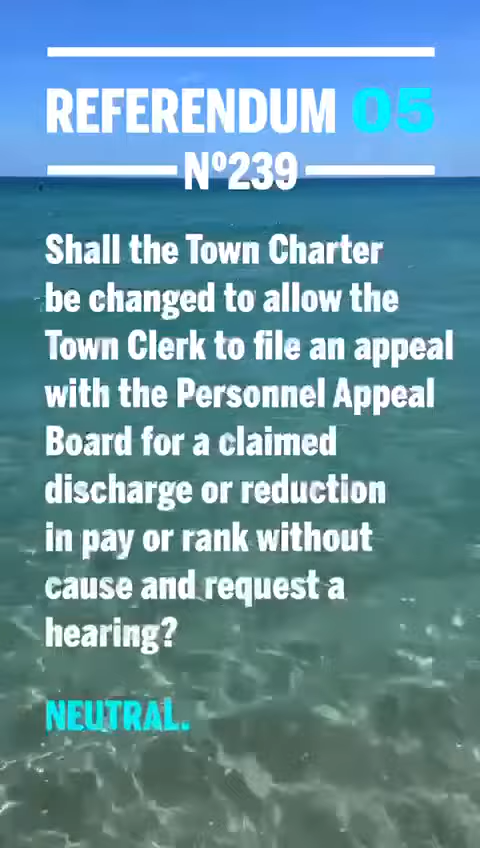 REFERENDUM 05
Nº239
Shall the Town Charter
be changed to allow the
Town Clerk to file an appeal
with the Personnel Appeal
Board for a claimed
discharge or reduction
in pay or rank without
cause and request a
hearing?
NEUTRAL.